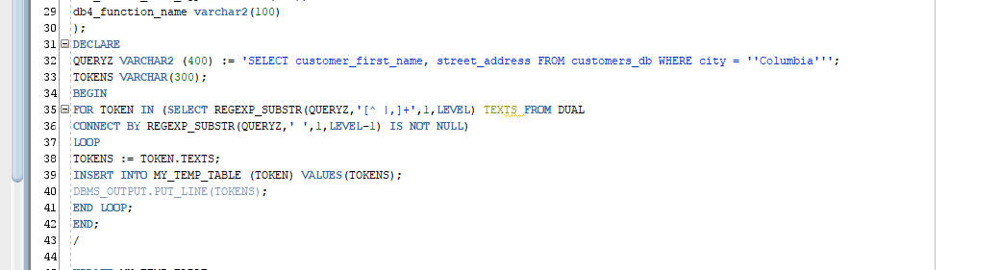 29 db4_function_name varchar2(100)
30 );
31 DECLARE
32 QUERYZ VARCHAR2 (400) := 'SELECT customer_first_name, street_address FROM customers_db WHERE city = ''Columbia''';
33 TOKENS VARCHAR(300);
34 BEGIN
35 FOR TOKEN IN (SELECT REGEXP_SUBSTR(QUERYZ,'[^ |,]+',1,LEVEL) TEXTS FROM DUAL
36 CONNECT BY REGEXP_SUBSTR(QUERYZ,' ',1,LEVEL-1) IS NOT NULL)
37 LOOP
38 TOKENS := TOKEN.TEXTS;
39 INSERT INTO MY_TEMP_TABLE (TOKEN) VALUES(TOKENS);
40 DBMS_OUTPUT.PUT_LINE(TOKENS);
41 END LOOP;
42 END;
43 /
44